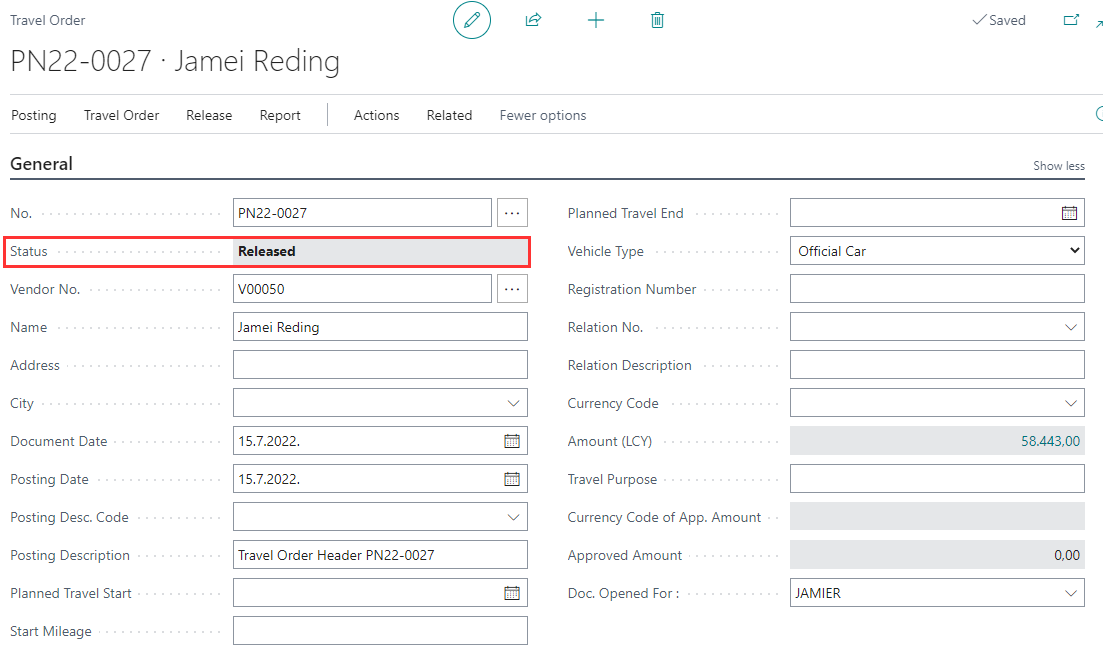 Travel Order
Saved
PN22-0027 · Jamei Reding
Posting Travel Order Release Report Actions Related Fewer options
General
Show less
No. PN22-0027
Status Released
Vendor No. V00050
Name Jamei Reding
Address
City
Document Date 15.7.2022.
Posting Date 15.7.2022.
Posting Desc. Code
Posting Description Travel Order Header PN22-0027
Planned Travel Start
Start Mileage
Planned Travel End
Vehicle Type Official Car
Registration Number
Relation No.
Relation Description
Currency Code
Amount (LCY) 58.443,00
Travel Purpose
Currency Code of App. Amount
Approved Amount 0,00
Doc. Opened For : JAMIER